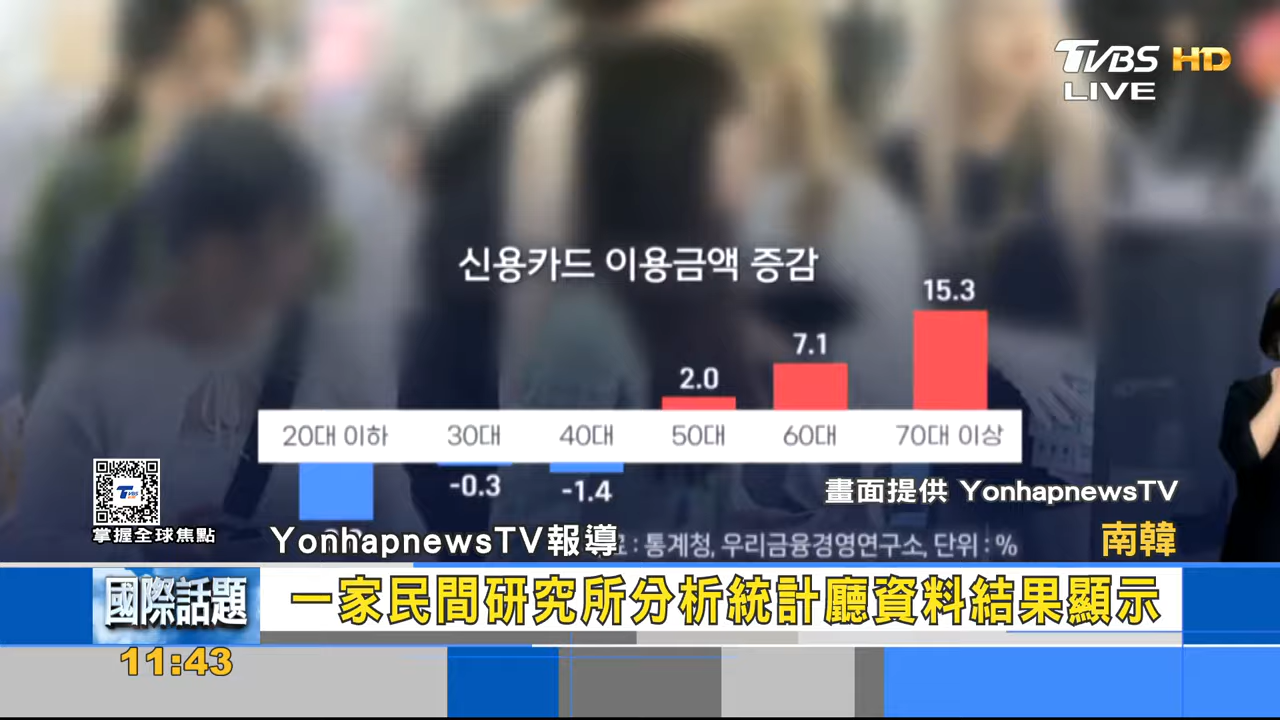 TVBS HD
LIVE
신용카드 이용금액 증감
15.3
7.1
2.0
20대 이하 30대 40대 50대 60대 70대 이상
-0.3
-1.4
畫面提供 YonhapnewsTV
掌握全球焦點
YonhapnewsTV報導
: 통계청, 우리금융경영연구소, 단위 : %
南韓
國際話題
一家民間研究所分析統計廳資料結果顯示
11:43